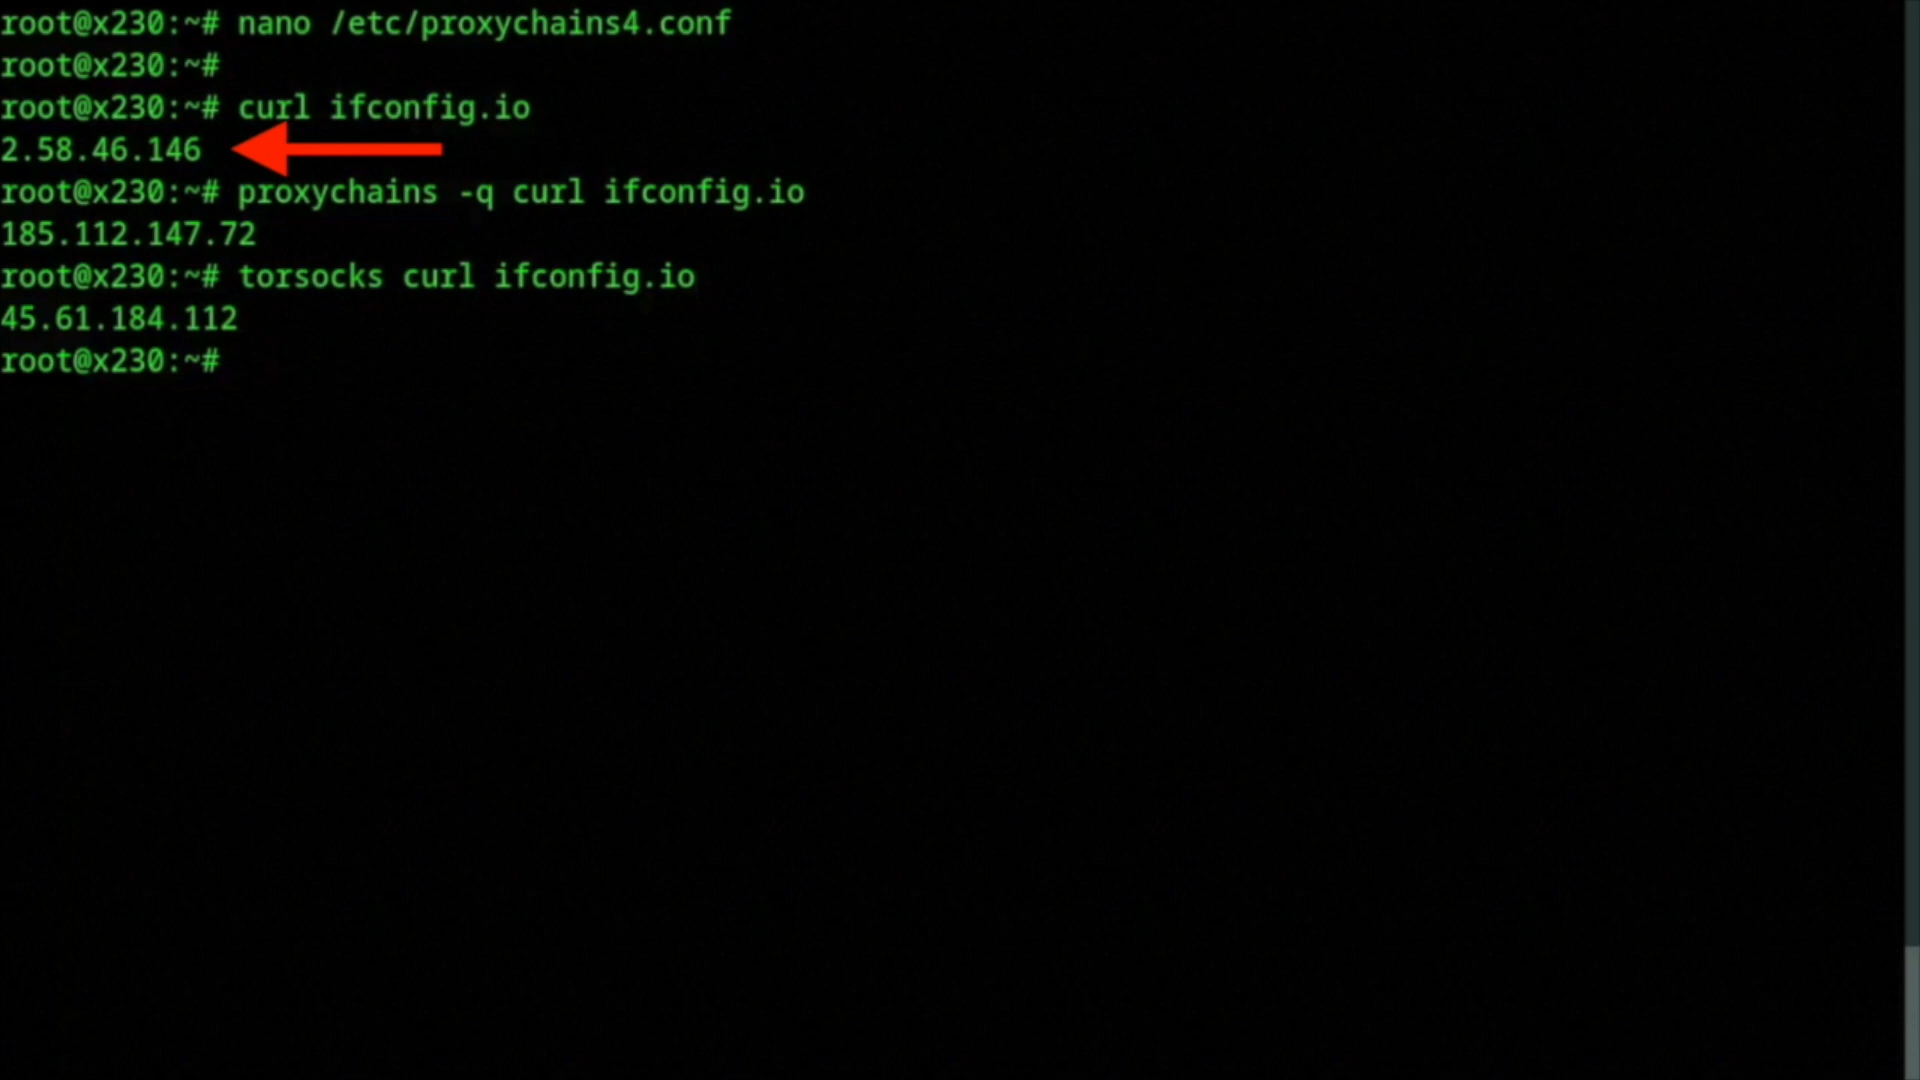 root@x230:~# nano /etc/proxychains4.conf
root@x230:~#
root@x230:~# curl ifconfig.io
2.58.46.146
root@x230:~# proxychains -q curl ifconfig.io
185.112.147.72
root@x230:~# torsocks curl ifconfig.io
45.61.184.112
root@x230:~#